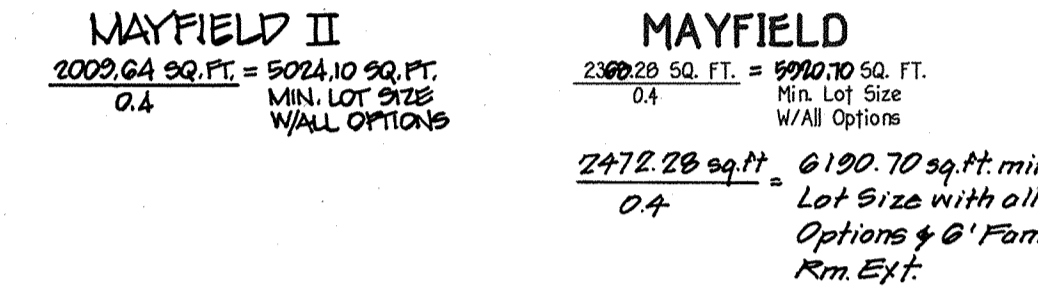 MAYFIELD II
2009.64 SQ.FT. = 5024.10 SQ.FT.
0.4
MIN. LOT SIZE
W/ALL OPTIONS
MAYFIELD
2368.28 SQ. FT. = 5920.70 SQ. FT.
0.4
Min. Lot Size
W/All Options
2472.28 sq.ft = 6190.70 sq.ft. min
0.4
Lot Size with all
Options & 6' Fam
Rm. Ext.